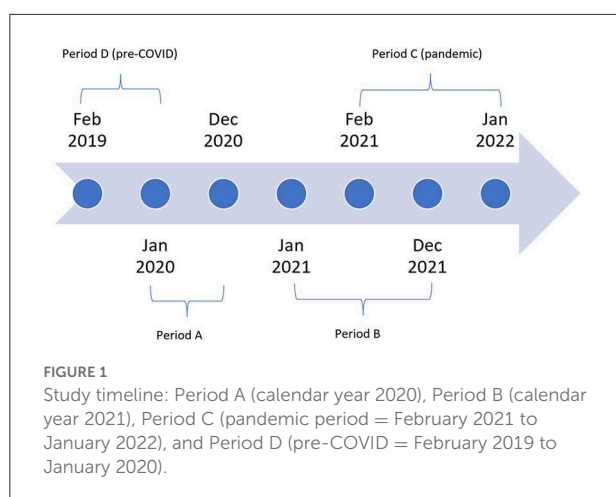 Period D (pre-COVID)
Period C (pandemic)
Feb
2019
Dec
2020
Feb
2021
Jan
2022
Jan
2020
Jan
2021
Dec
2021
Period A
Period B
FIGURE 1
Study timeline: Period A (calendar year 2020), Period B (calendar
year 2021), Period C (pandemic period = February 2021 to
January 2022), and Period D (pre-COVID = February 2019 to
January 2020).